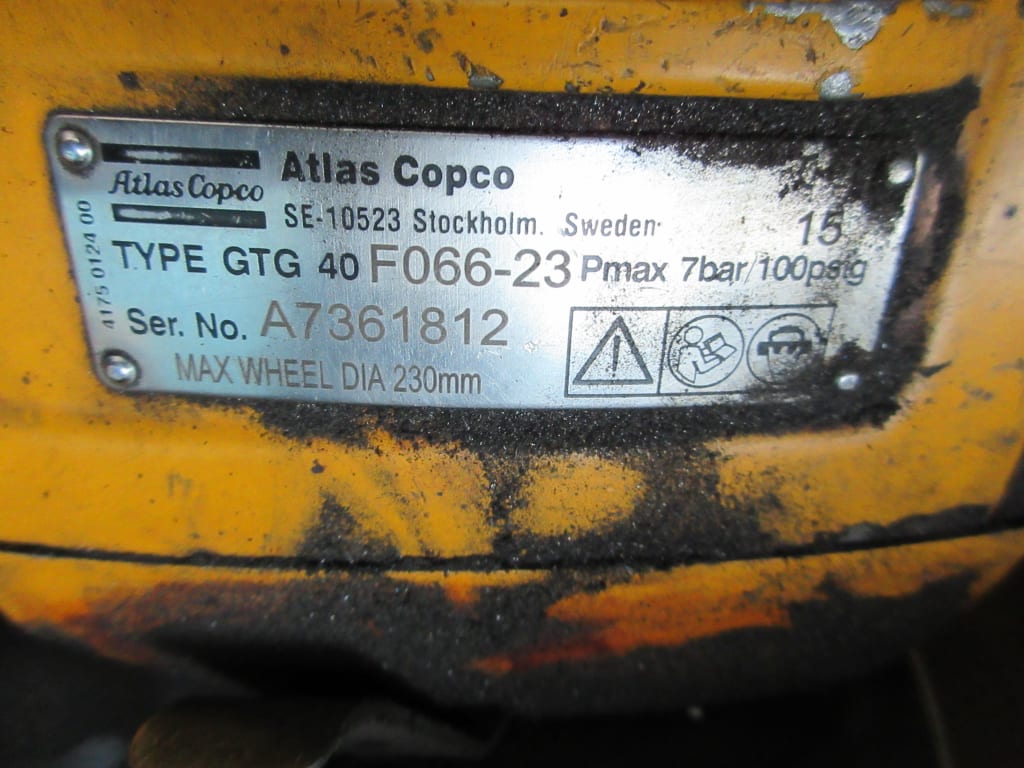 Atlas Copco
Atlas Copco
SE-10523 Stockholm. Sweden
15
TYPE GTG 40 F066-23 Pmax 7bar/100psig
Ser. No. A7361812
MAX WHEEL DIA 230mm
4175 0124 00